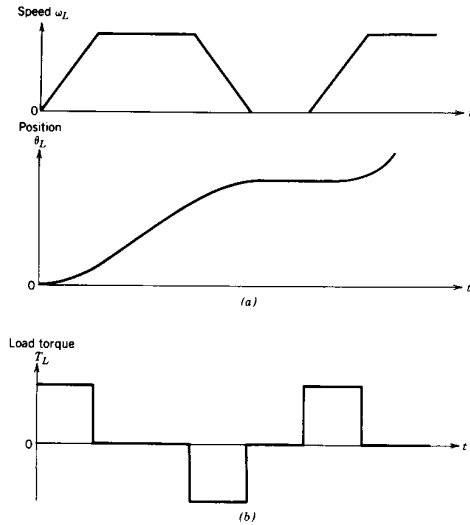 Speed ω_L
0
t
Position
θ_L
0
t
(a)
Load torque
T_L
0
t
(b)